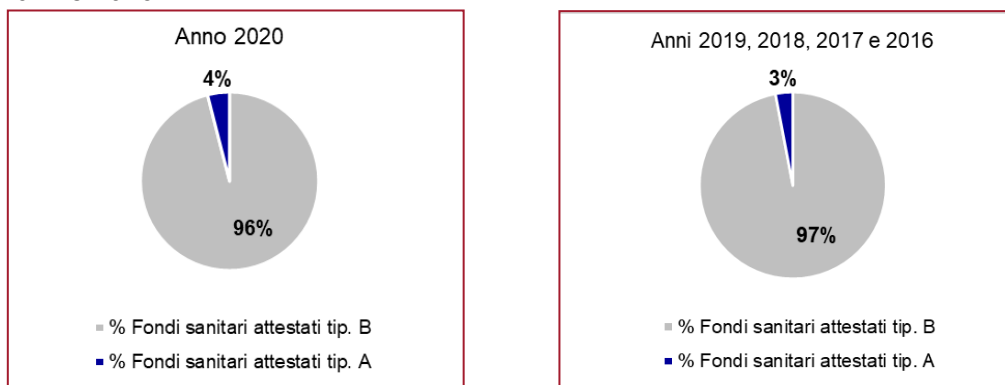 Anno 2020
4%
96%
% Fondi sanitari attestati tip. B
% Fondi sanitari attestati tip. A
Anni 2019, 2018, 2017 e 2016
3%
97%
% Fondi sanitari attestati tip. B
% Fondi sanitari attestati tip. A